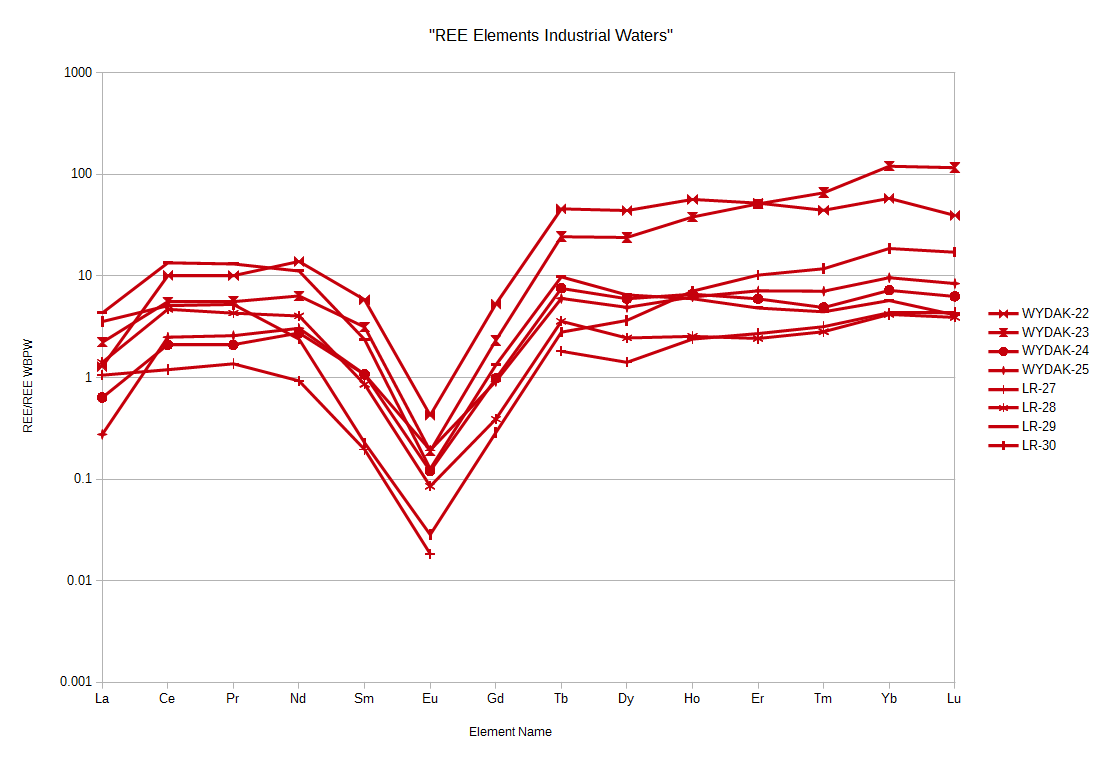 "REE Elements Industrial Waters"
1000
100
10
1
0.1
0.01
0.001
REE/REE WBPW
La Ce Pr Nd Sm Eu Gd Tb Dy Ho Er Tm Yb Lu
Element Name
WYDAK-22
WYDAK-23
WYDAK-24
WYDAK-25
LR-27
LR-28
LR-29
LR-30